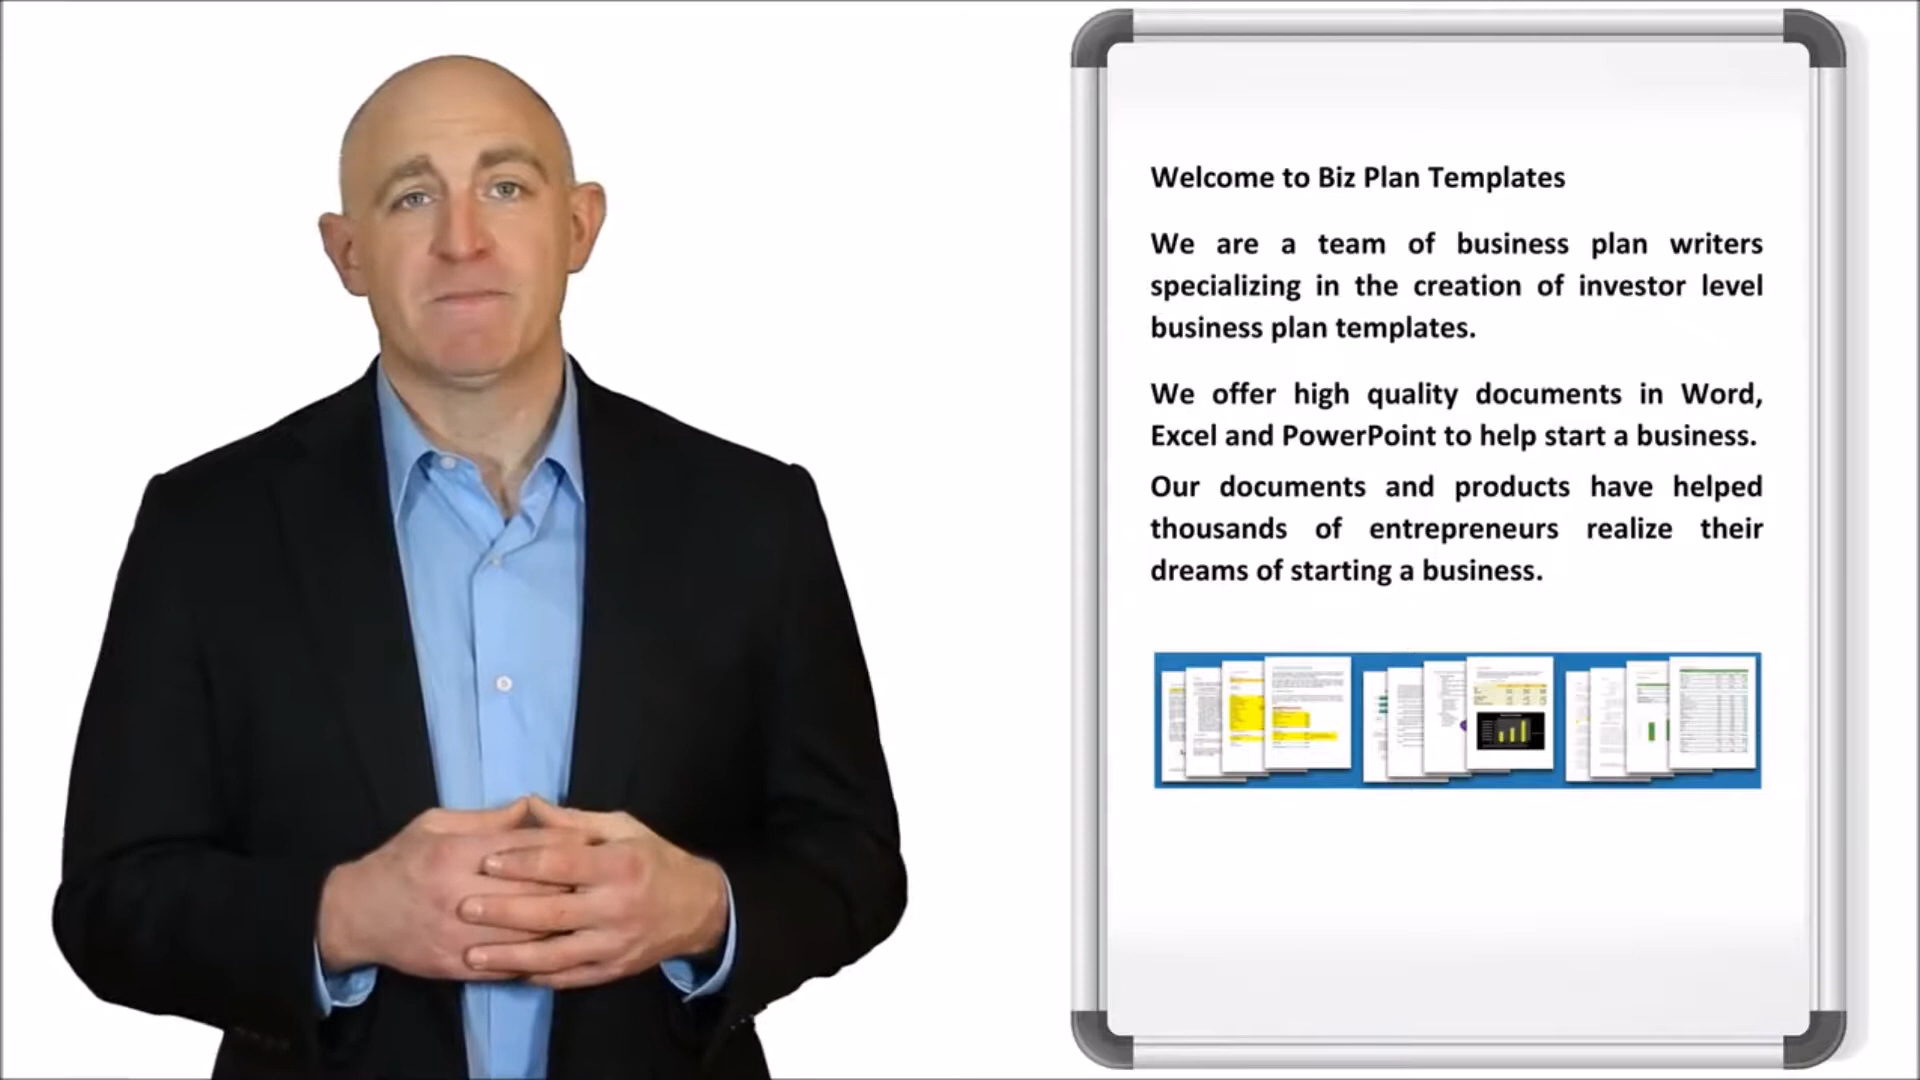 Welcome to Biz Plan Templates
We are a team of business plan writers
specializing in the creation of investor level
business plan templates.
We offer high quality documents in Word,
Excel and PowerPoint to help start a business.
Our documents and products have helped
thousands of entrepreneurs realize their
dreams of starting a business.